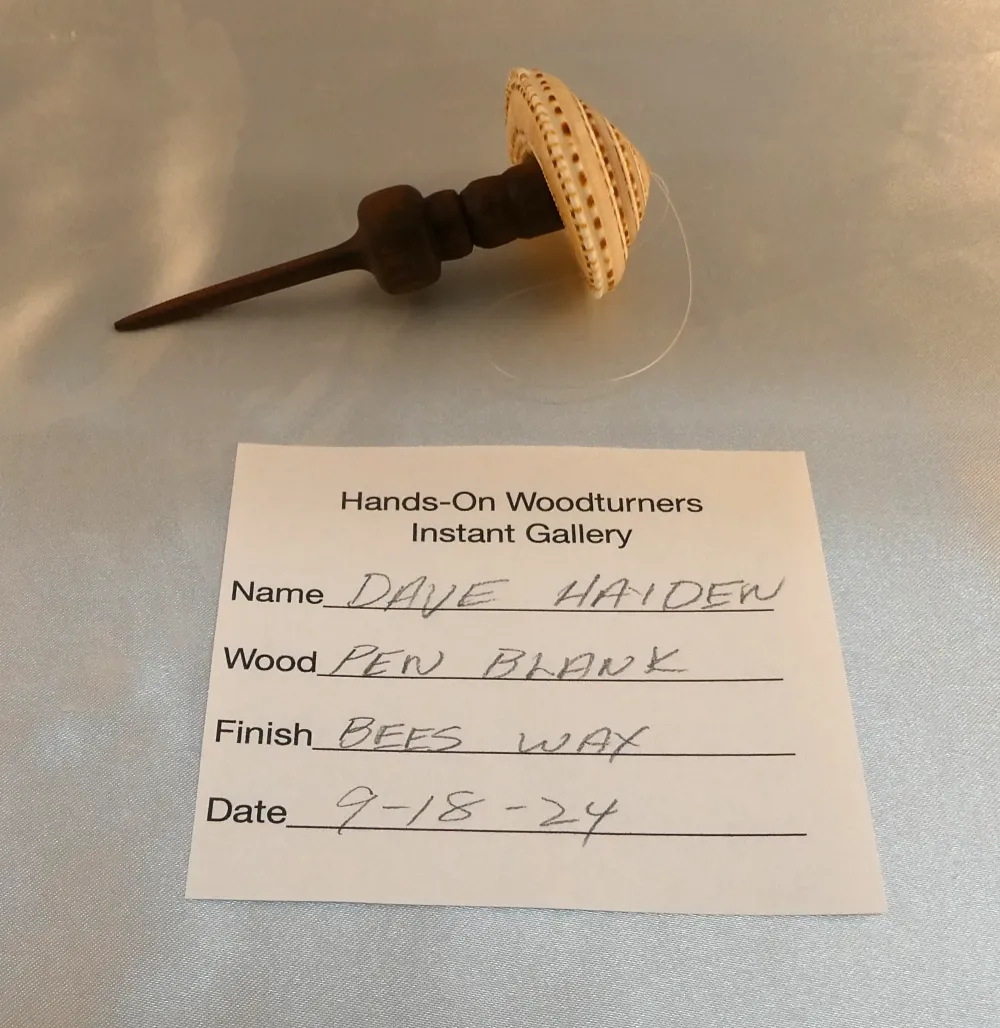 Hands-On Woodturners
Instant Gallery
Name DAVE HAIDEN
Wood PEN BLANK
Finish BEES WAX
Date 9-18-24